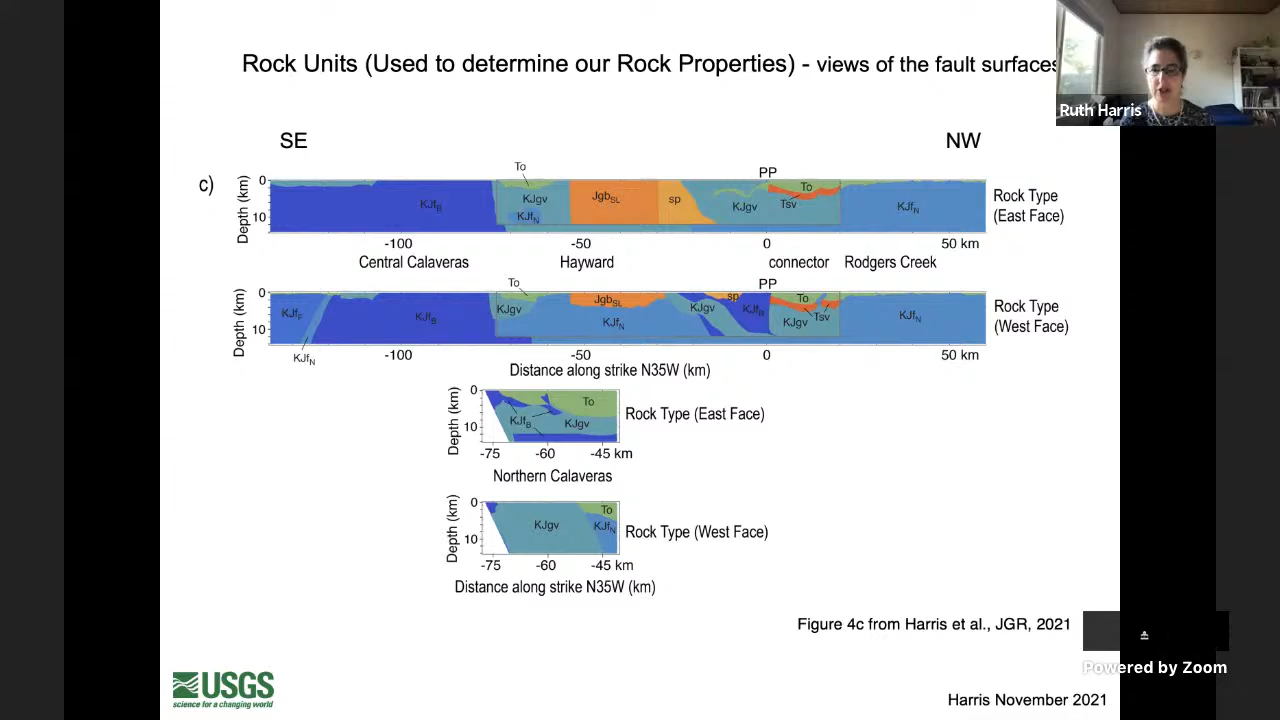 Rock Units (Used to determine our Rock Properties) - views of the fault surfaces
Ruth Harris
SE
NW
c)
To
PP
0
10
Depth (km)
KJfB
KJgv
KJfN
JgbSL
sp
KJgv
To
Tsv
KJfN
Rock Type
(East Face)
-100
-50
0
50 km
Central Calaveras
Hayward
connector
Rodgers Creek
To
PP
0
10
Depth (km)
KJfN
KJfB
KJgv
JgbSL
KJfN
KJgv
sp
To
Tsv
KJgv
KJfN
Rock Type
(West Face)
KJfN
-100
-50
0
50 km
Distance along strike N35W (km)
0
10
Depth (km)
To
KJfB
KJgv
Rock Type (East Face)
-75
-60
-45 km
Northern Calaveras
0
10
Depth (km)
To
KJgv
KJfN
Rock Type (West Face)
-75
-60
-45 km
Distance along strike N35W (km)
Figure 4c from Harris et al., JGR, 2021
Powered by Zoom
USGS
science for a changing world
Harris November 2021